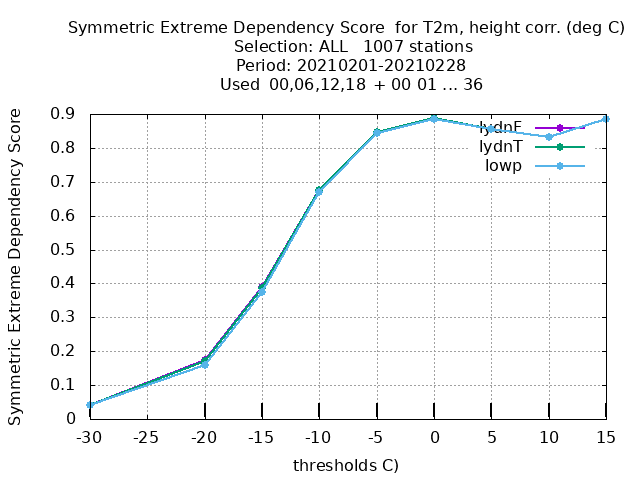 Symmetric Extreme Dependency Score  for T2m, height corr. (deg C)
Selection: ALL   1007 stations
Period: 20210201-20210228
Used  00,06,12,18  + 00 01 ... 36
Symmetric Extreme Dependency Score
0.9
0.8
0.7
0.6
0.5
0.4
0.3
0.2
0.1
0
lydnF
lydnT
lowp
-30 -25 -20 -15 -10 -5 0 5 10 15
thresholds C)